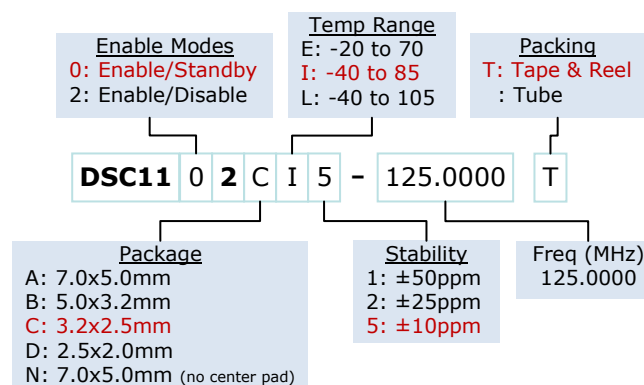 Enable Modes
0: Enable/Standby
2: Enable/Disable
Temp Range
E: -20 to 70
I: -40 to 85
L: -40 to 105
Packing
T: Tape & Reel
: Tube
DSC11 0 2 C I 5 - 125.0000 T
Package
A: 7.0x5.0mm
B: 5.0x3.2mm
C: 3.2x2.5mm
D: 2.5x2.0mm
N: 7.0x5.0mm (no center pad)
Stability
1: ±50ppm
2: ±25ppm
5: ±10ppm
Freq (MHz)
125.0000